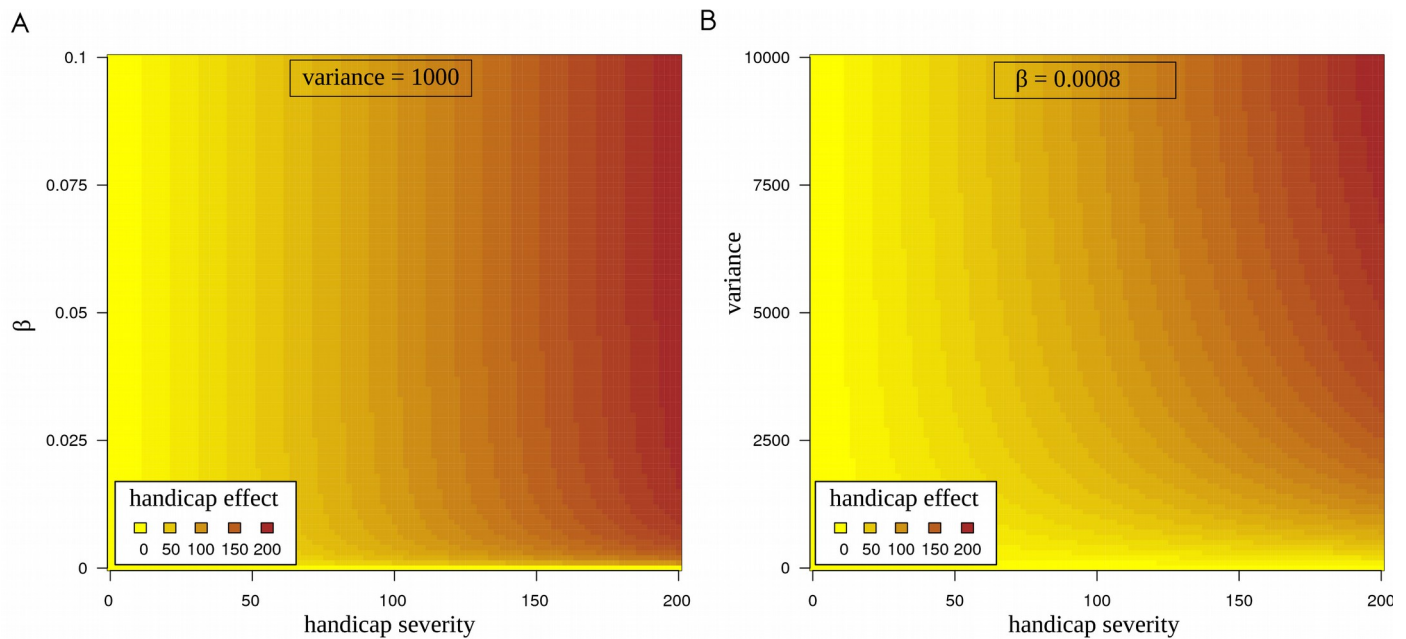 A
B
variance = 1000
0.1
0.075
0.05
0.025
0
β
handicap effect
0 50 100 150 200
0 50 100 150 200
handicap severity
β = 0.0008
10000
7500
5000
2500
0
variance
handicap effect
0 50 100 150 200
0 50 100 150 200
handicap severity